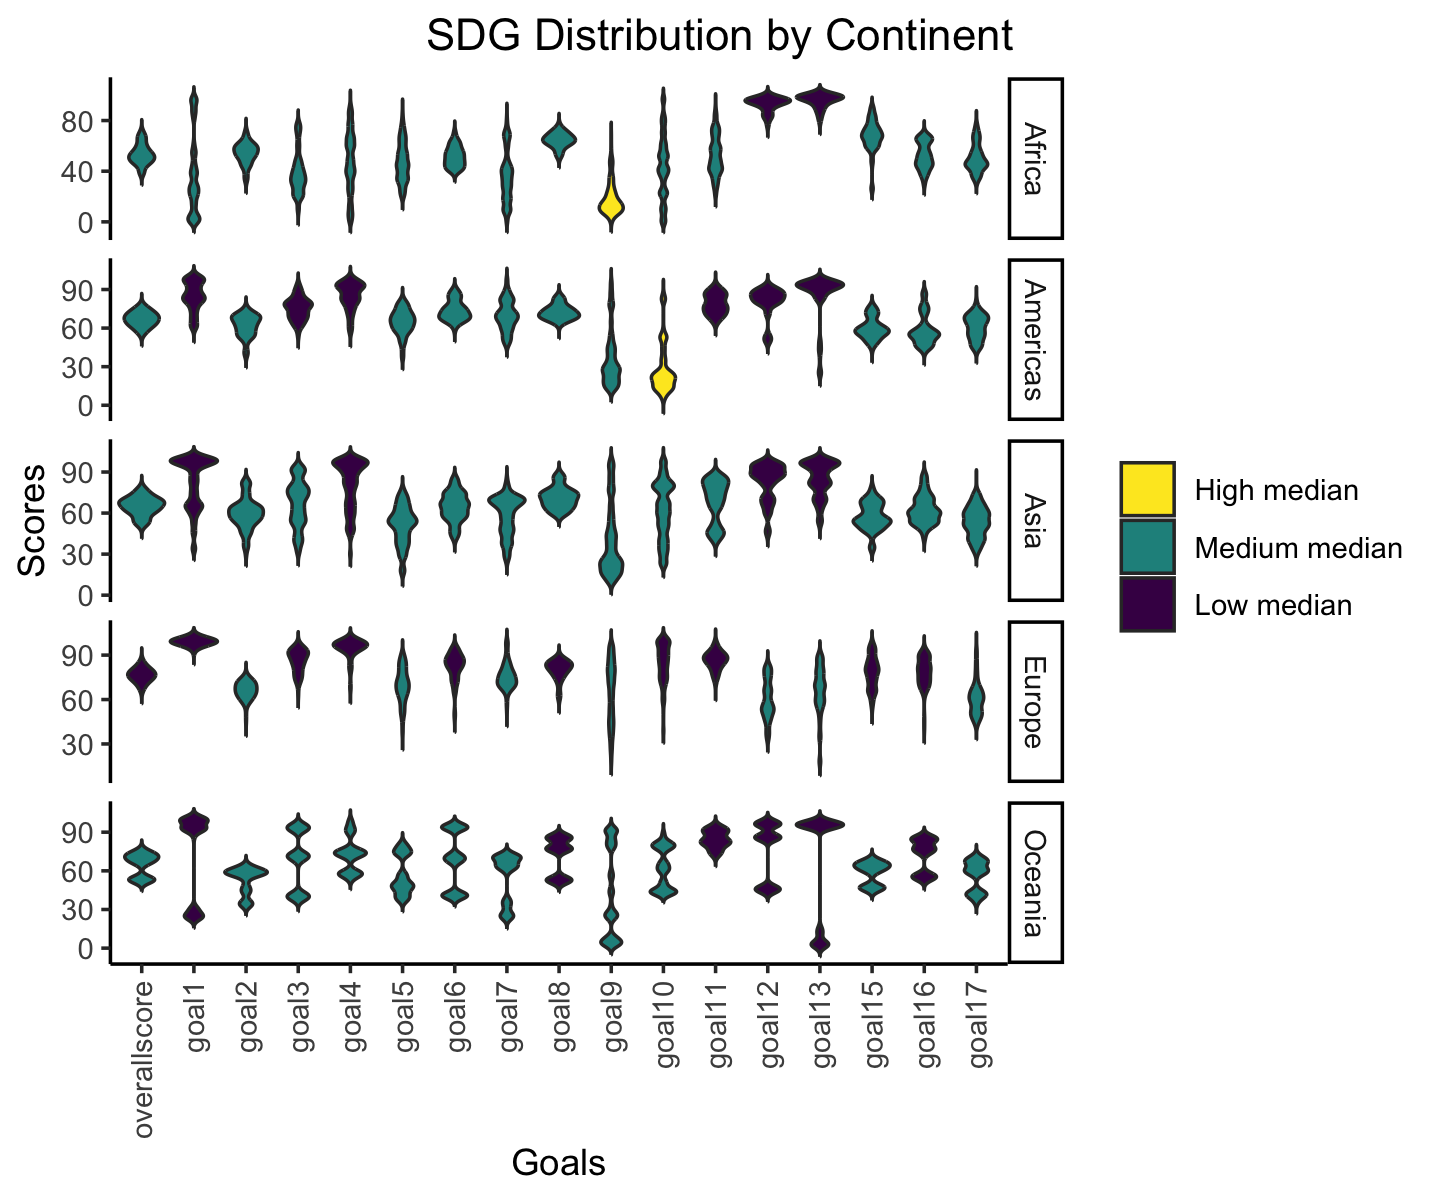 SDG Distribution by Continent
Scores
80
40
0
Africa
90
60
30
0
Americas
90
60
30
0
Asia
90
60
30
Europe
90
60
30
0
Oceania
overallscore
goal1
goal2
goal3
goal4
goal5
goal6
goal7
goal8
goal9
goal10
goal11
goal12
goal13
goal15
goal16
goal17
Goals
High median
Medium median
Low median